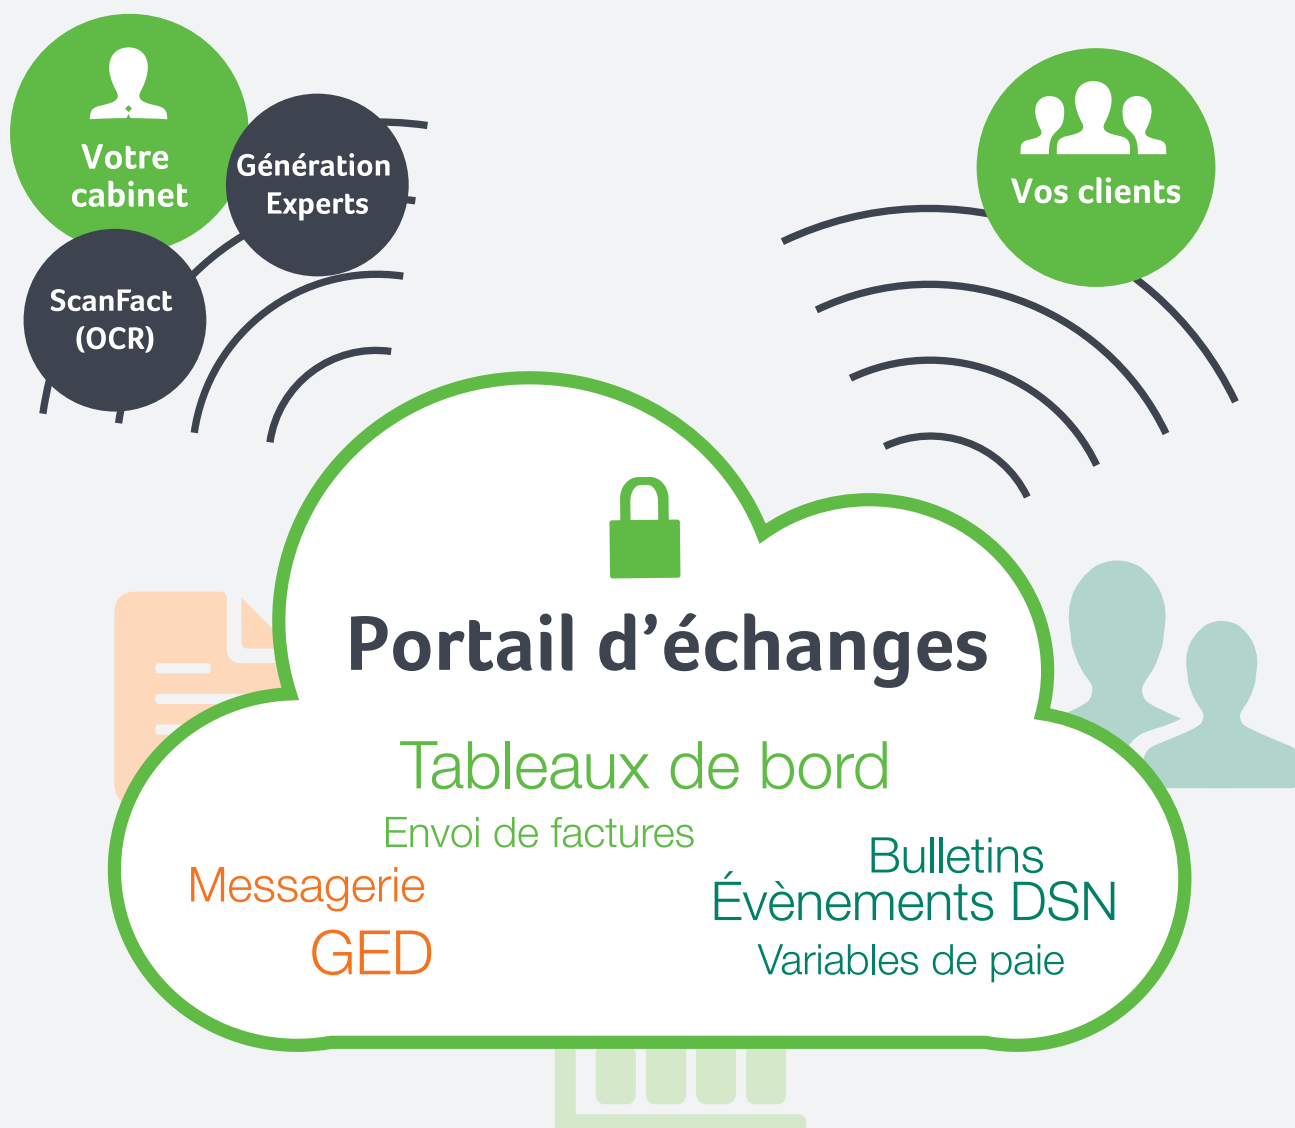 Votre
cabinet
Génération
Experts
ScanFact
(OCR)
Vos clients
Portail d’échanges
Tableaux de bord
Envoi de factures
Messagerie
GED
Bulletins
Évènements DSN
Variables de paie